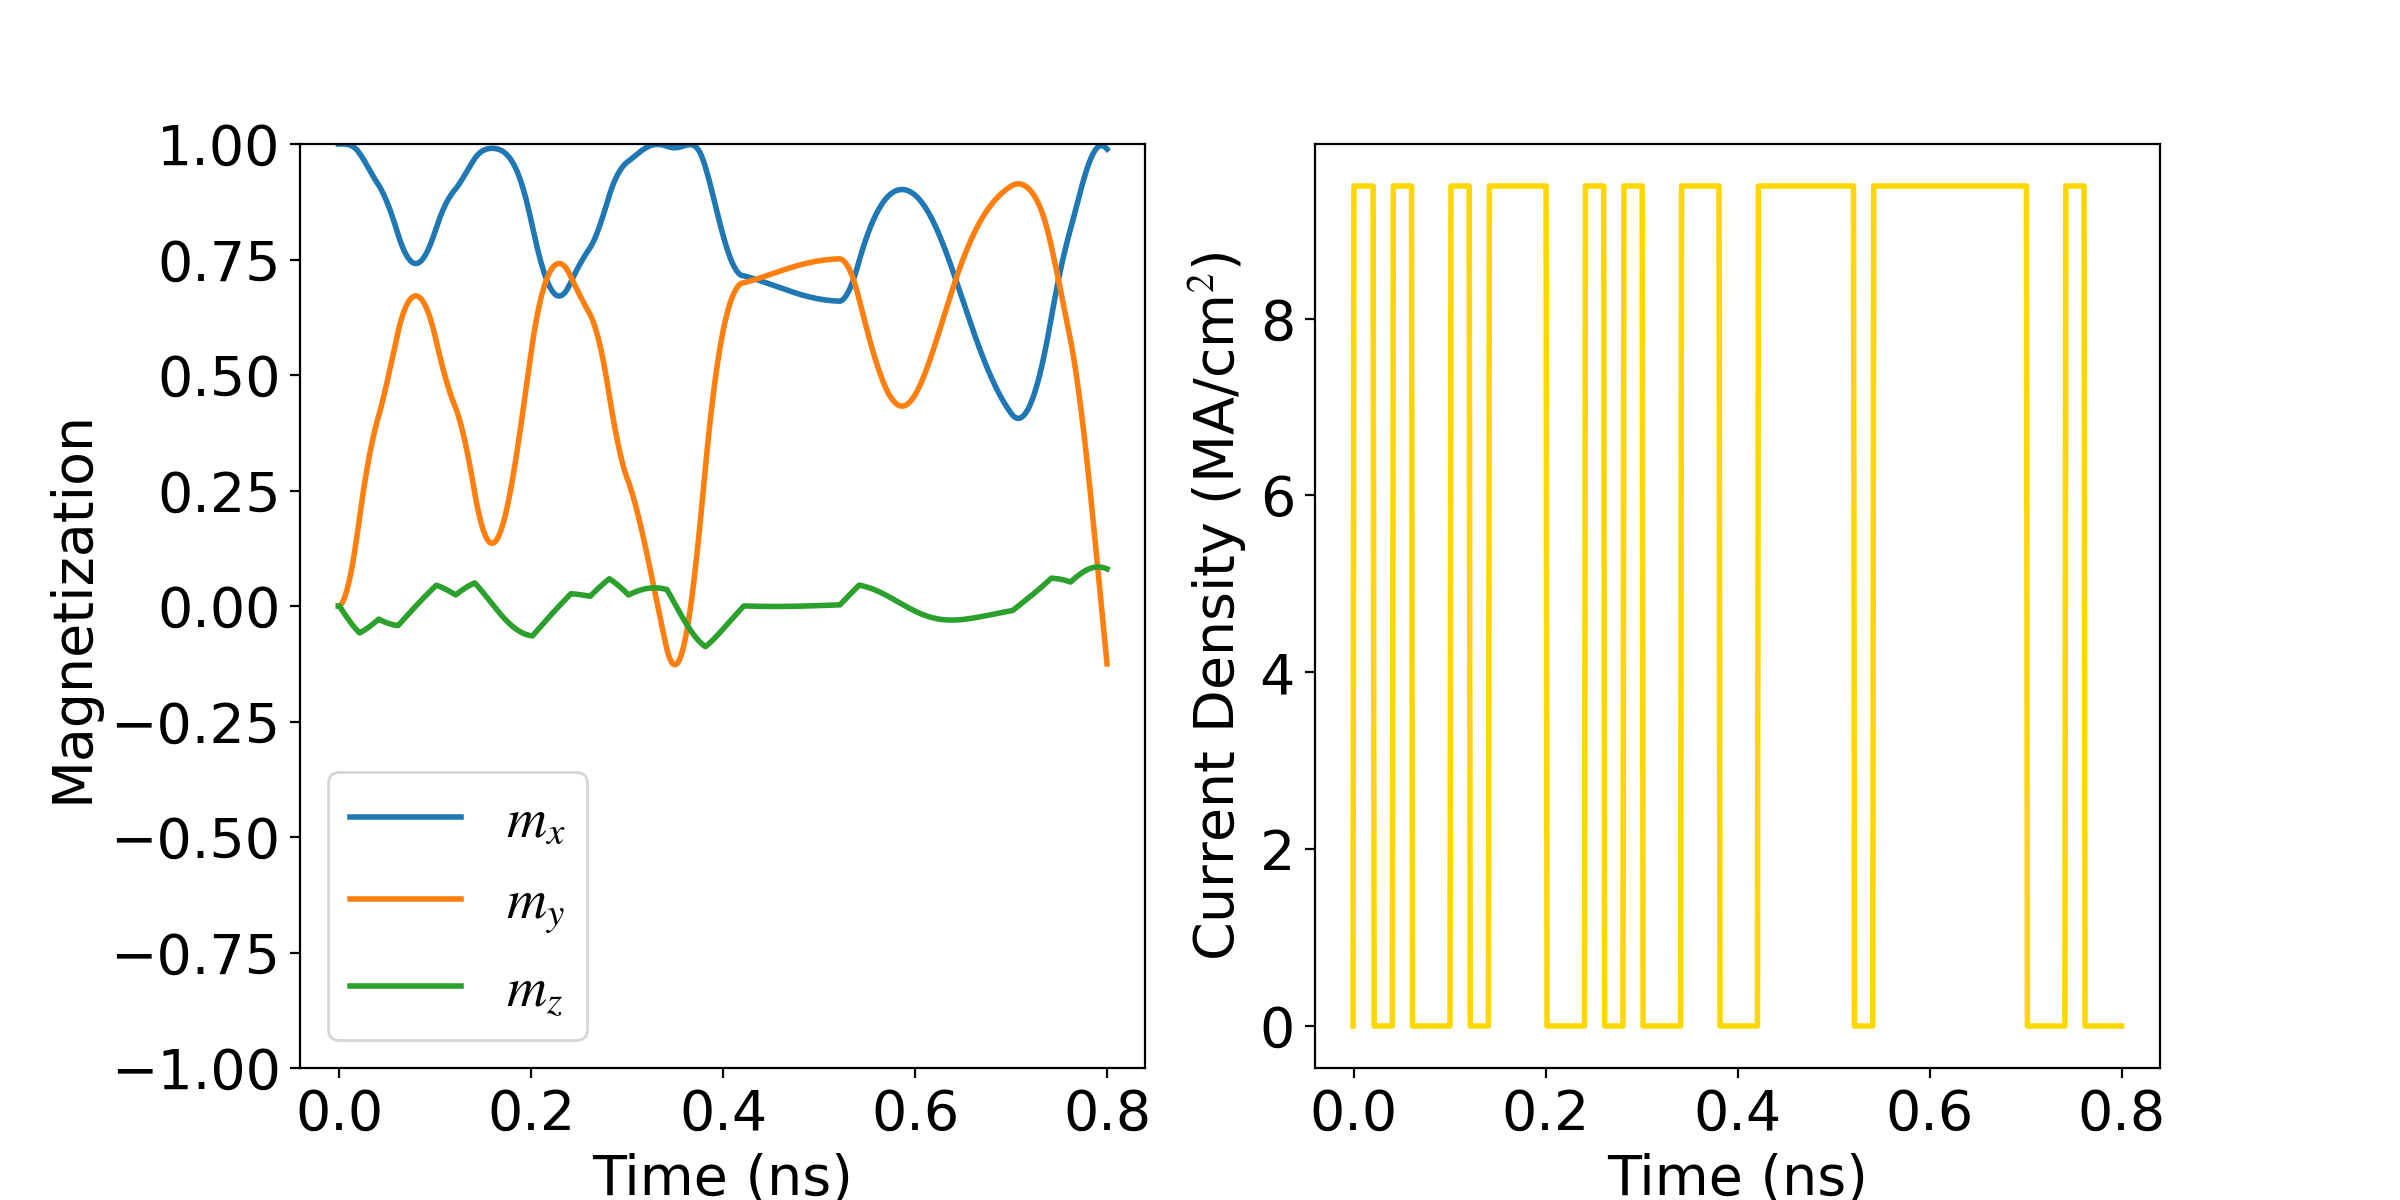 1.00
0.75
0.50
0.25
0.00
−0.25
−0.50
−0.75
−1.00
0.0 0.2 0.4 0.6 0.8
Time (ns)
Magnetization
m_x
m_y
m_z
8
6
4
2
0
0.0 0.2 0.4 0.6 0.8
Time (ns)
Current Density (MA/cm²)